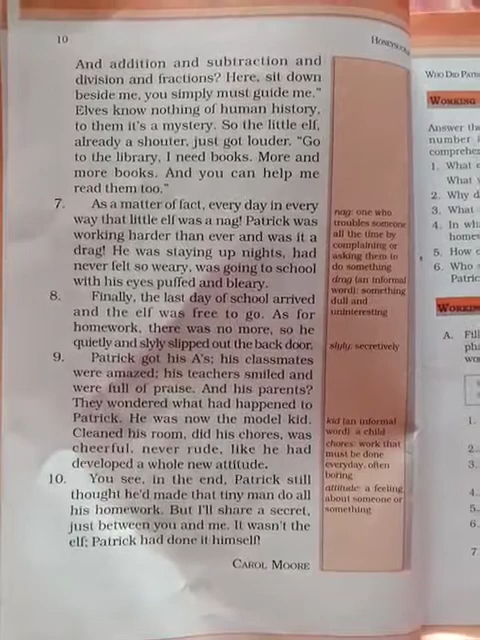 10
HONEYSUCK
And addition and subtraction and
division and fractions? Here, sit down
beside me, you simply must guide me."
Elves know nothing of human history,
to them it's a mystery. So the little elf,
already a shouter, just got louder. "Go
to the library, I need books. More and
more books. And you can help me
read them too."
7. As a matter of fact, every day in every
way that little elf was a nag! Patrick was
working harder than ever and was it a
drag! He was staying up nights, had
never felt so weary, was going to school
with his eyes puffed and bleary.
8. Finally, the last day of school arrived
and the elf was free to go. As for
homework, there was no more, so he
quietly and slyly slipped out the back door.
9. Patrick got his A's; his classmates
were amazed; his teachers smiled and
were full of praise. And his parents?
They wondered what had happened to
Patrick. He was now the model kid.
Cleaned his room, did his chores, was
cheerful, never rude, like he had
developed a whole new attitude.
10. You see, in the end, Patrick still
thought he'd made that tiny man do all
his homework. But I'll share a secret,
just between you and me. It wasn't the
elf; Patrick had done it himself!
CAROL MOORE
nag: one who
troubles someone
all the time by
complaining or
asking them to
do something
drag (an informal
word): something
dull and
uninteresting
slyly: secretively
kid (an informal
word): a child
chores: work that
must be done
everyday, often
boring
attitude: a feeling
about someone or
something
WHO DID PATR
WORKING
Answer the
number i
comprehe
1. What
What
2. Why d
3. What
4. In wh
home
5. How
6. Who
Patric
WORKIN
A. Fill
ph
wo
1.
2.
3.
4.
5.
6.
7